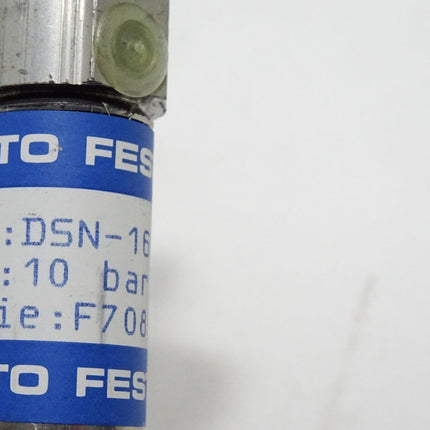 TO FES
:DSN-16
:10 bar
ie:F708
TO FES